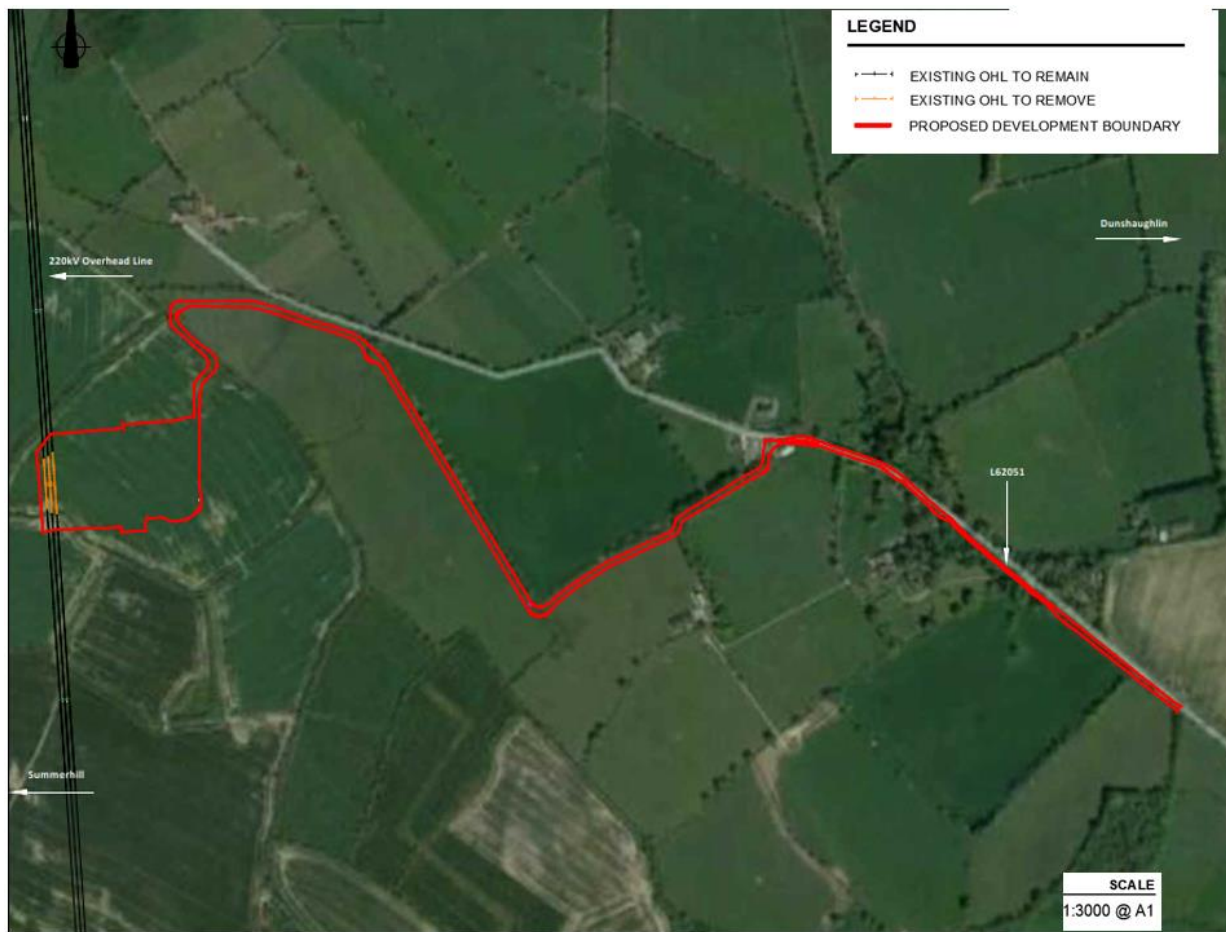 LEGEND
EXISTING OHL TO REMAIN
EXISTING OHL TO REMOVE
PROPOSED DEVELOPMENT BOUNDARY
Dunshaughlin
220kV Overhead Line
L62051
Summerhill
SCALE
1:3000 @ A1